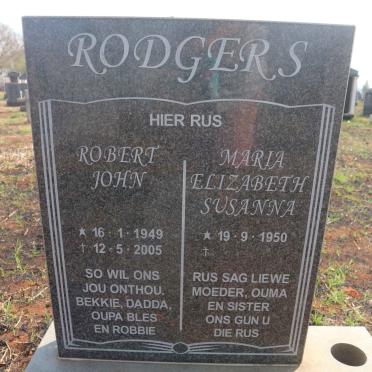 RODGERS
HIER RUS
ROBERT
JOHN
★ 16 · 1 · 1949
† 12 · 5 · 2005
SO WIL ONS
JOU ONTHOU.
BEKKIE, DADDA,
OUPA BLES
EN ROBBIE
MARIA
ELIZABETH
SUSANNA
★ 19 · 9 · 1950
†
RUS SAG LIEWE
MOEDER, OUMA
EN SISTER
ONS GUN U
DIE RUS